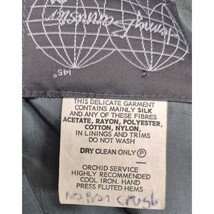 145°
THIS DELICATE GARMENT
CONTAINS MAINLY SILK
AND ANY OF THESE FIBRES
ACETATE, RAYON, POLYESTER,
COTTON, NYLON,
IN LININGS AND TRIMS
DO NOT WASH
DRY CLEAN ONLY Ⓟ
ORCHID SERVICE
HIGHLY RECOMMENDED
COOL IRON. HAND
PRESS FLUTED HEMS